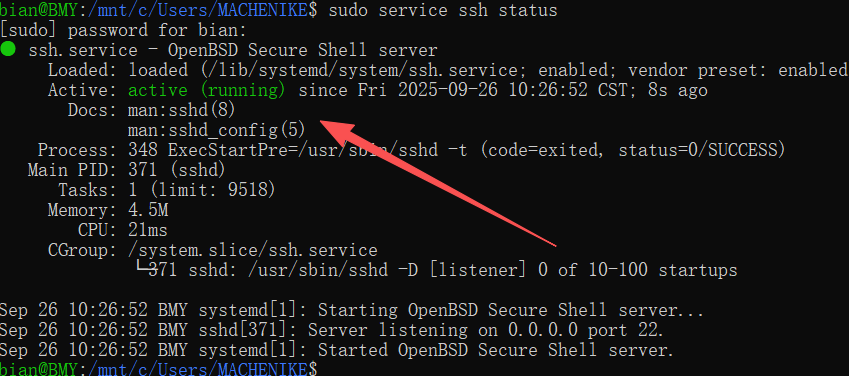 bian@BMY:/mnt/c/Users/MACHENIKE$ sudo service ssh status
[sudo] password for bian:
● ssh.service - OpenBSD Secure Shell server
Loaded: loaded (/lib/systemd/system/ssh.service; enabled; vendor preset: enabled
Active: active (running) since Fri 2025-09-26 10:26:52 CST; 8s ago
Docs: man:sshd(8)
man:sshd_config(5)
Process: 348 ExecStartPre=/usr/sbin/sshd -t (code=exited, status=0/SUCCESS)
Main PID: 371 (sshd)
Tasks: 1 (limit: 9518)
Memory: 4.5M
CPU: 21ms
CGroup: /system.slice/ssh.service
└─371 sshd: /usr/sbin/sshd -D [listener] 0 of 10-100 startups
Sep 26 10:26:52 BMY systemd[1]: Starting OpenBSD Secure Shell server...
Sep 26 10:26:52 BMY sshd[371]: Server listening on 0.0.0.0 port 22.
Sep 26 10:26:52 BMY systemd[1]: Started OpenBSD Secure Shell server.
bian@BMY:/mnt/c/Users/MACHENIKE$